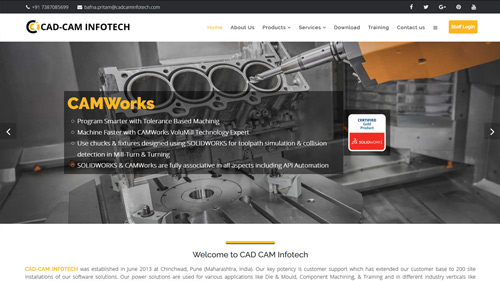 +91 7387085699 bafna.pritam@cadcaminfotech.com
CAD-CAM INFOTECH
Home About Us Products Services Download Training Contact us Staff Login
CAMWorks
Program Smarter with Tolerance Based Machinig
Machine Faster with CAMWorks VoluMill Technology Expert
Use chucks & fixtures designed using SOLIDWORKS for toolpath simulation & collision
detection in Mill-Turn & Turning
SOLIDWORKS & CAMWorks are fully associative in all aspects including API Automation
CERTIFIED
Gold
Product
SOLIDWORKS
Welcome to CAD CAM Infotech
CAD-CAM INFOTECH was established in June 2013 at Chinchwad, Pune (Maharashtra, India). Our key potency is customer support which has extended our customer base to 200 site
installations of our software solutions. Our power solutions are used for various applications like Die & Mould, Component Machining, & Training and in different industry verticals like